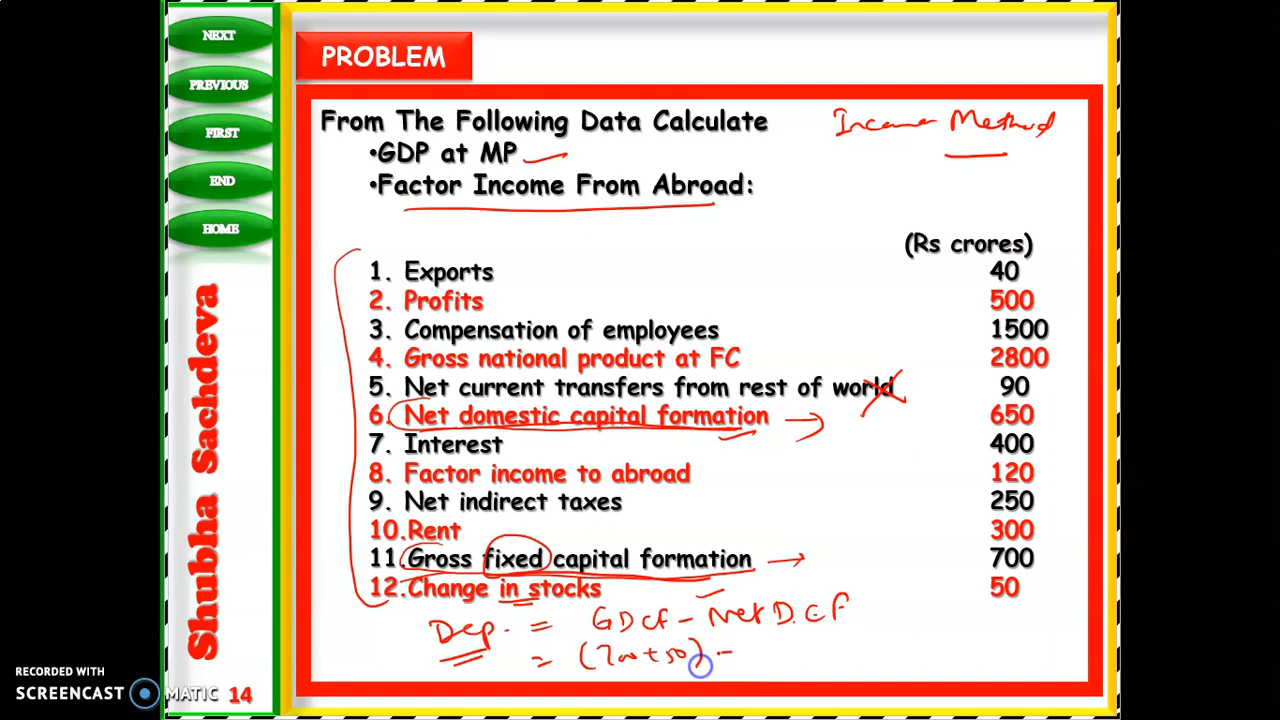 NEXT
PREVIOUS
FIRST
END
HOME
Shubha Sachdeva
RECORDED WITH
SCREENCAST MATIC 14
PROBLEM
From The Following Data Calculate
Income Method
•GDP at MP
•Factor Income From Abroad:
(Rs crores)
1. Exports 40
2. Profits 500
3. Compensation of employees 1500
4. Gross national product at FC 2800
5. Net current transfers from rest of world 90
6. Net domestic capital formation 650
7. Interest 400
8. Factor income to abroad 120
9. Net indirect taxes 250
10.Rent 300
11.Gross fixed capital formation 700
12.Change in stocks 50
Dep. = GDCF - Net D.C.F
= (700+50) -